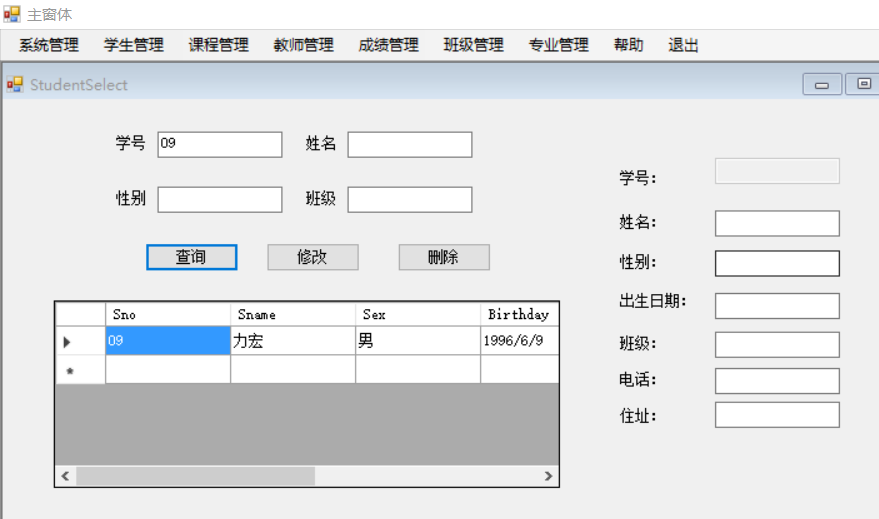 主窗体
系统管理 学生管理 课程管理 教师管理 成绩管理 班级管理 专业管理 帮助 退出
StudentSelect
学号 09 姓名
性别 班级
查询 修改 删除
Sno Sname Sex Birthday
09 力宏 男 1996/6/9
学号：
姓名：
性别：
出生日期：
班级：
电话：
住址：